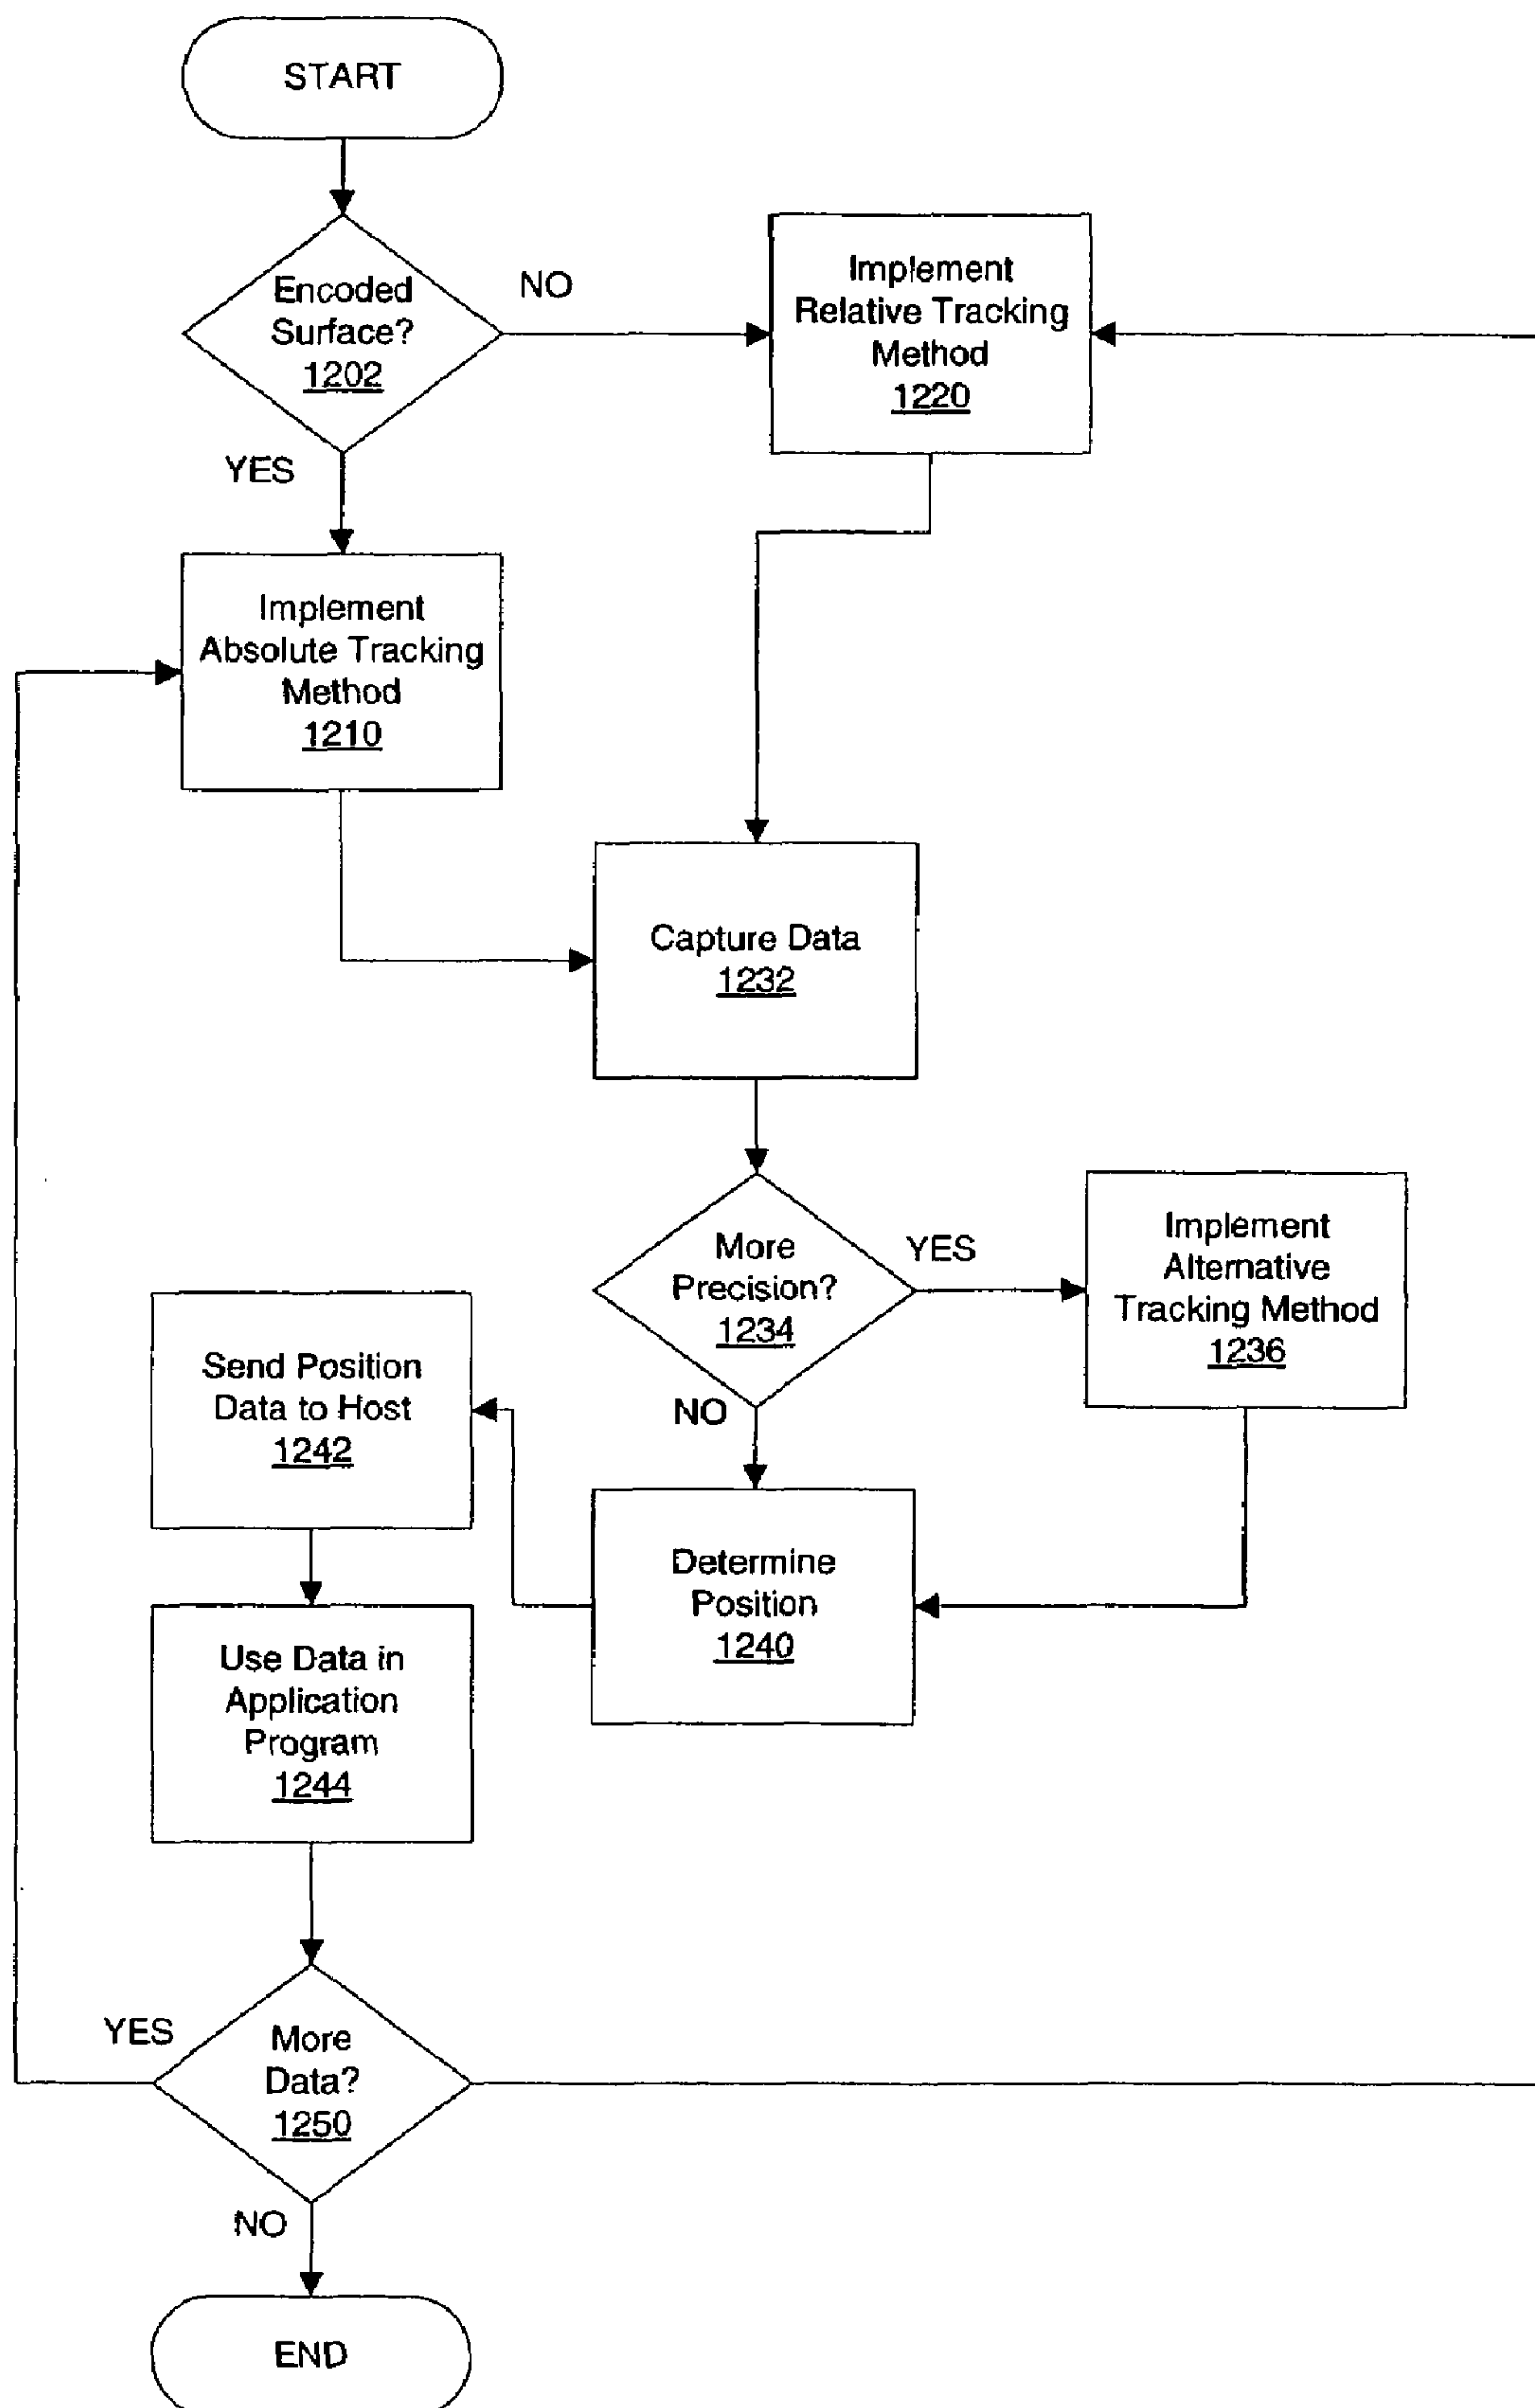 START
Encoded
Surface?
1202
NO
YES
Implement
Relative Tracking
Method
1220
Implement
Absolute Tracking
Method
1210
Capture Data
1232
More
Precision?
1234
YES
NO
Implement
Alternative
Tracking Method
1236
Determine
Position
1240
Send Position
Data to Host
1242
Use Data in
Application
Program
1244
More
Data?
1250
YES
NO
END